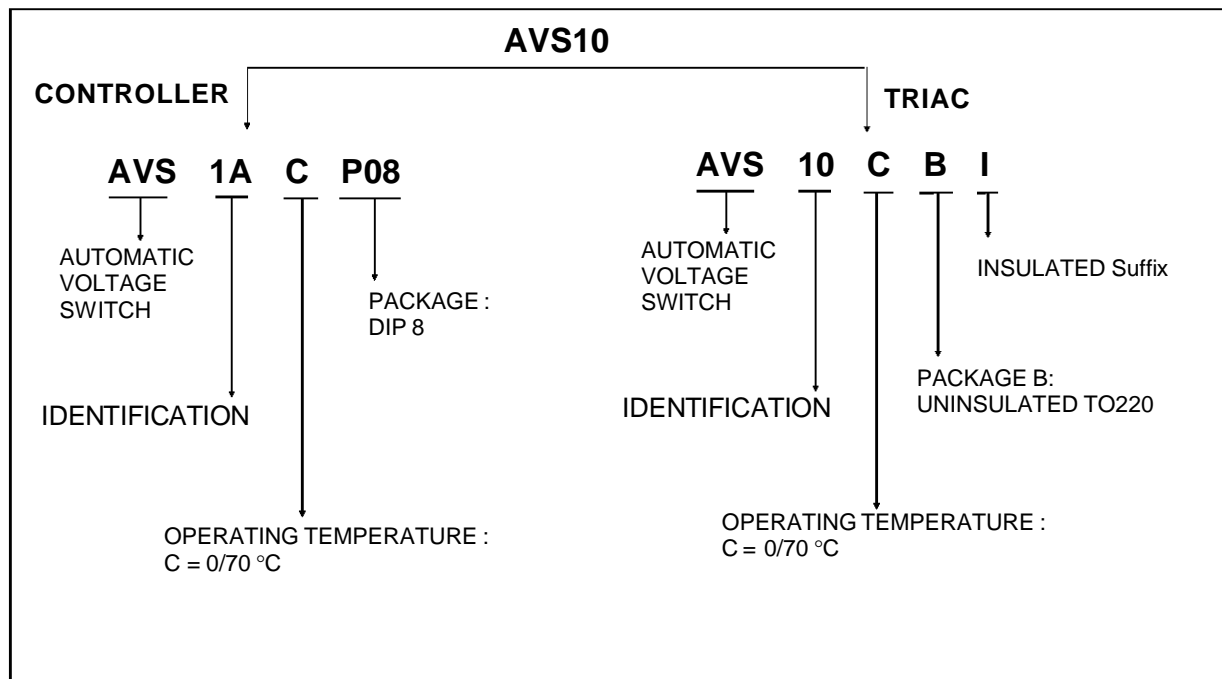 AVS10
CONTROLLER
TRIAC
AVS 1A C P08
AUTOMATIC
VOLTAGE
SWITCH
PACKAGE :
DIP 8
IDENTIFICATION
OPERATING TEMPERATURE :
C = 0/70 °C
AVS 10 C B I
AUTOMATIC
VOLTAGE
SWITCH
INSULATED Suffix
PACKAGE B:
UNINSULATED TO220
IDENTIFICATION
OPERATING TEMPERATURE :
C = 0/70 °C